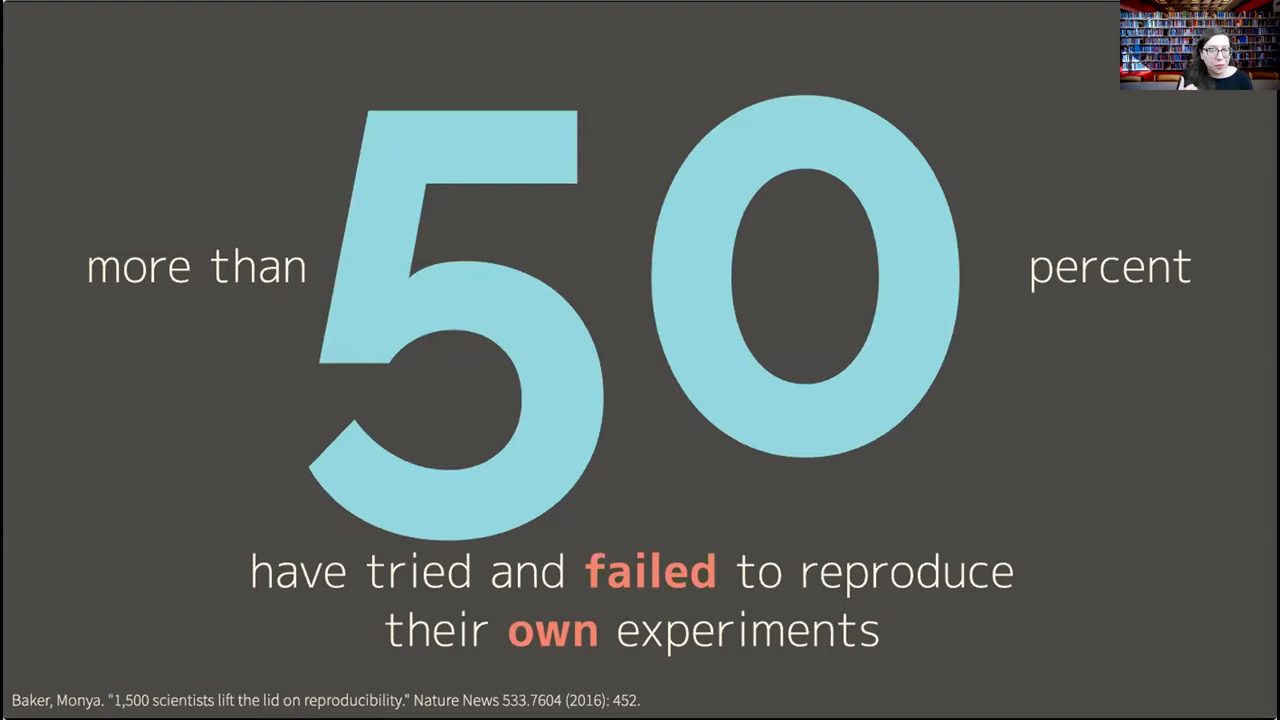 more than 50 percent
have tried and failed to reproduce
their own experiments
Baker, Monya. "1,500 scientists lift the lid on reproducibility." Nature News 533.7604 (2016): 452.